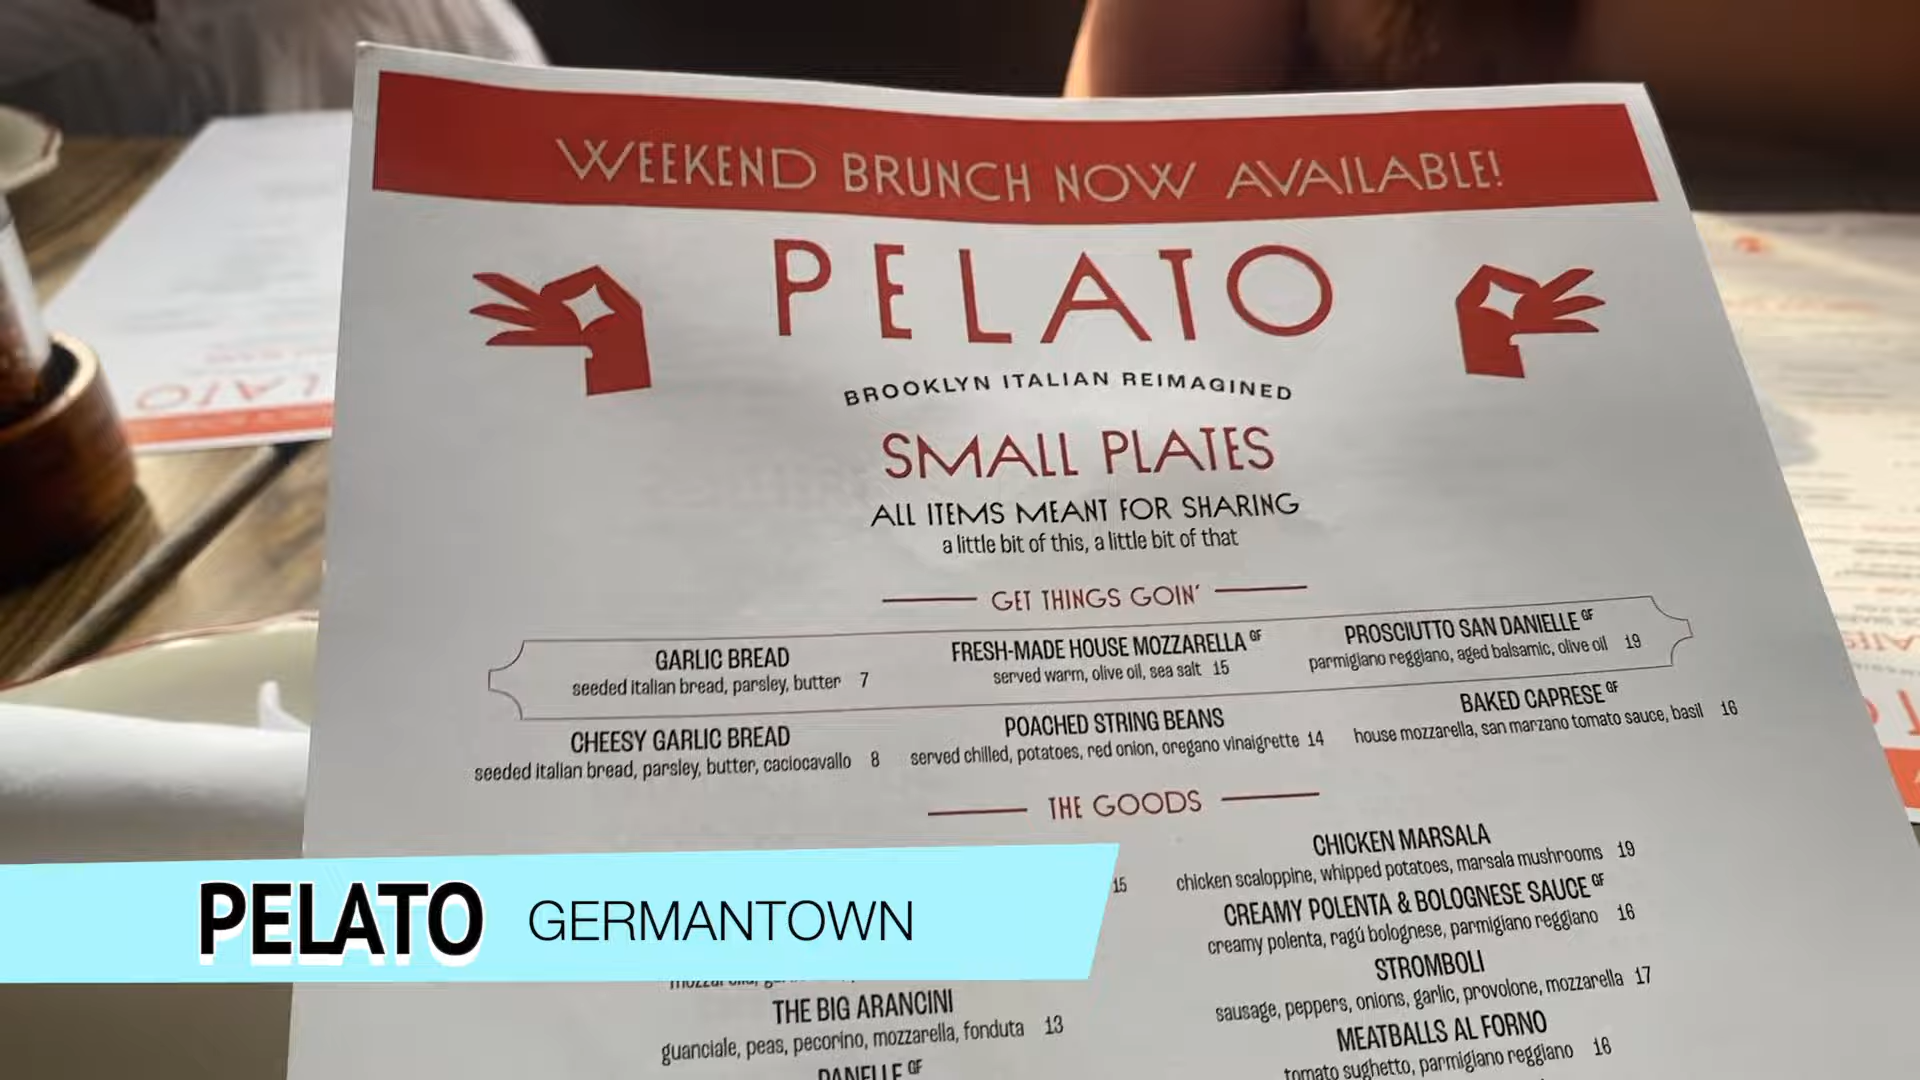 WEEKEND BRUNCH NOW AVAILABLE!
PELATO
BROOKLYN ITALIAN REIMAGINED
SMALL PLATES
ALL ITEMS MEANT FOR SHARING
a little bit of this, a little bit of that
GET THINGS GOIN'
GARLIC BREAD
seeded italian bread, parsley, butter 7
FRESH-MADE HOUSE MOZZARELLA GF
served warm, olive oil, sea salt 15
PROSCIUTTO SAN DANIELLE GF
parmigiano reggiano, aged balsamic, olive oil 19
CHEESY GARLIC BREAD
seeded italian bread, parsley, butter, caciocavallo 8
POACHED STRING BEANS
served chilled, potatoes, red onion, oregano vinaigrette 14
BAKED CAPRESE GF
house mozzarella, san marzano tomato sauce, basil 16
THE GOODS
15
THE BIG ARANCINI
guanciale, peas, pecorino, mozzarella, fonduta 13
GF
CHICKEN MARSALA
chicken scaloppine, whipped potatoes, marsala mushrooms 19
CREAMY POLENTA & BOLOGNESE SAUCE GF
creamy polenta, ragú bolognese, parmigiano reggiano 16
STROMBOLI
sausage, peppers, onions, garlic, provolone, mozzarella 17
MEATBALLS AL FORNO
tomato sughetto, parmigiano reggiano 16
PELATO GERMANTOWN